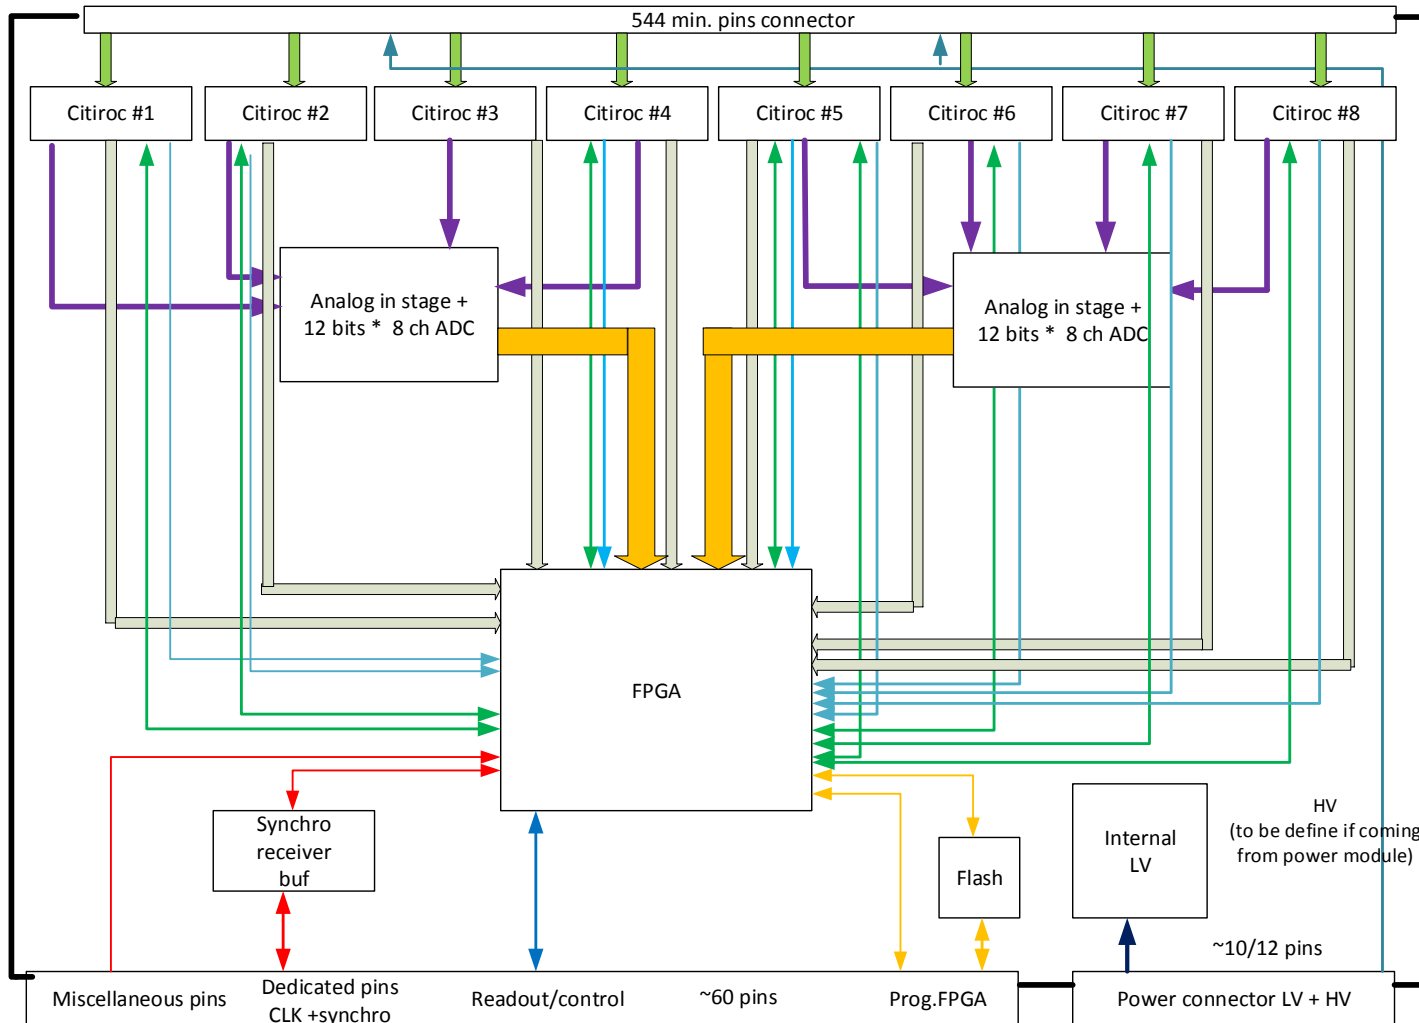 544 min. pins connector
Citiroc #1
Citiroc #2
Citiroc #3
Citiroc #4
Citiroc #5
Citiroc #6
Citiroc #7
Citiroc #8
Analog in stage +
12 bits *  8 ch ADC
Analog in stage +
12 bits *  8 ch ADC
FPGA
Synchro
receiver
buf
Flash
Internal
LV
HV
(to be define if coming
from power module)
~10/12 pins
Miscellaneous pins
Dedicated pins
CLK +synchro
Readout/control
~60 pins
Prog.FPGA
Power connector LV + HV